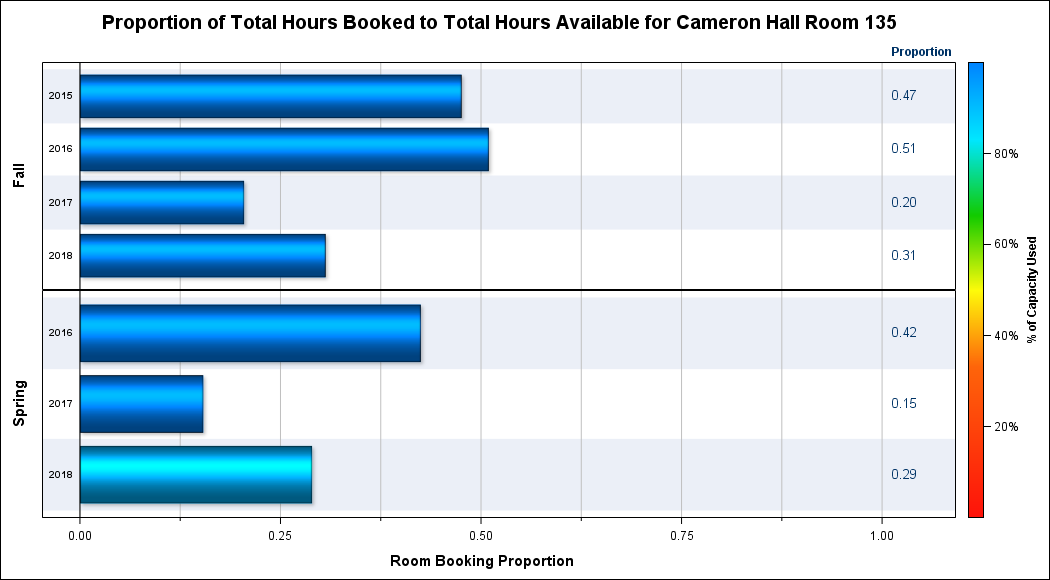 Proportion of Total Hours Booked to Total Hours Available for Cameron Hall Room 135
Proportion
Fall
2015 0.47
2016 0.51
2017 0.20
2018 0.31
Spring
2016 0.42
2017 0.15
2018 0.29
0.00 0.25 0.50 0.75 1.00
Room Booking Proportion
80%
60%
40%
20%
% of Capacity Used